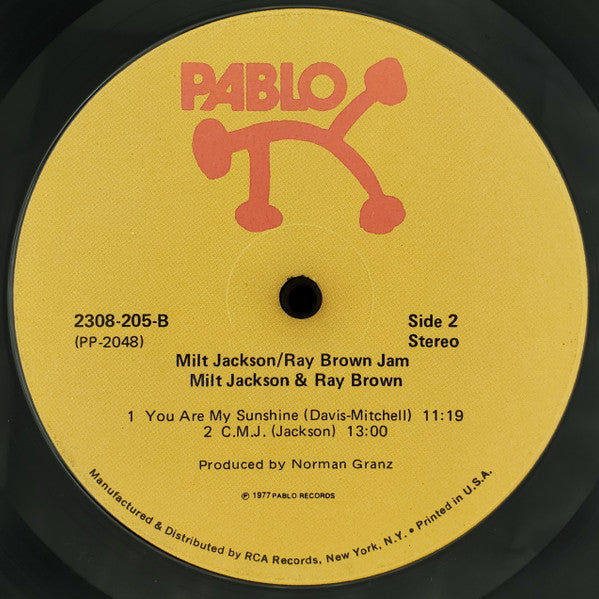 PABLO
2308-205-B
(PP-2048)
Side 2
Stereo
Milt Jackson/Ray Brown Jam
Milt Jackson & Ray Brown
1 You Are My Sunshine (Davis-Mitchell) 11:19
2 C.M.J. (Jackson) 13:00
Produced by Norman Granz
℗ 1977 PABLO RECORDS
Manufactured & Distributed by RCA Records, New York, N.Y. • Printed in U.S.A.